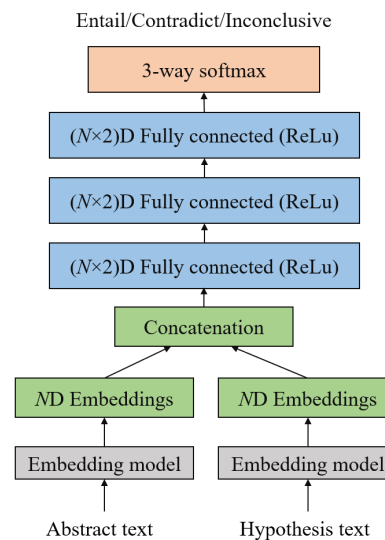 Entail/Contradict/Inconclusive
3-way softmax
(N×2)D Fully connected (ReLu)
(N×2)D Fully connected (ReLu)
(N×2)D Fully connected (ReLu)
Concatenation
ND Embeddings
ND Embeddings
Embedding model
Embedding model
Abstract text
Hypothesis text